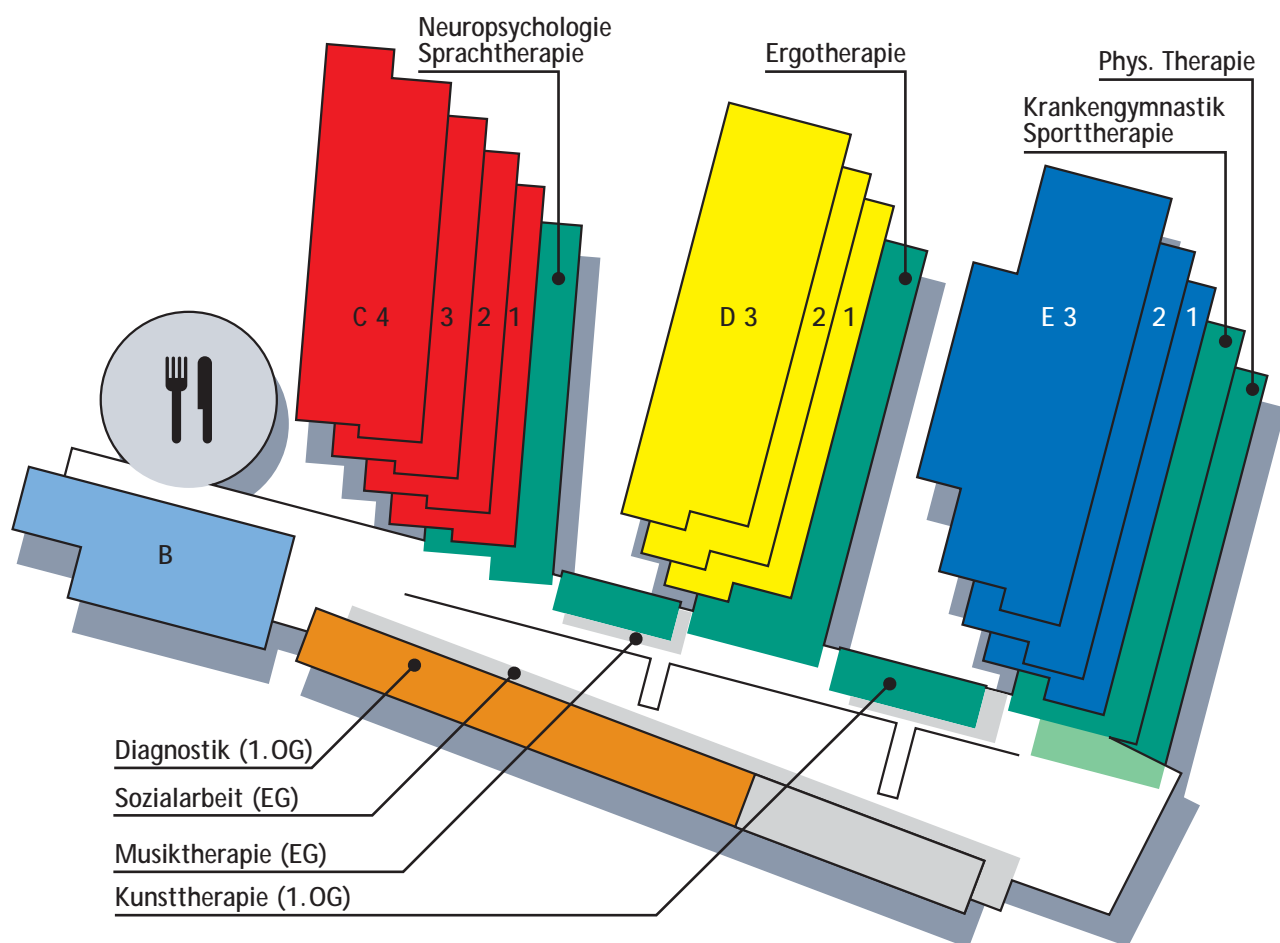 Neuropsychologie
Sprachtherapie
Ergotherapie
Phys. Therapie
Krankengymnastik
Sporttherapie
C 4
3
2
1
D 3
2
1
E 3
2
1
B
Diagnostik (1.OG)
Sozialarbeit (EG)
Musiktherapie (EG)
Kunsttherapie (1.OG)